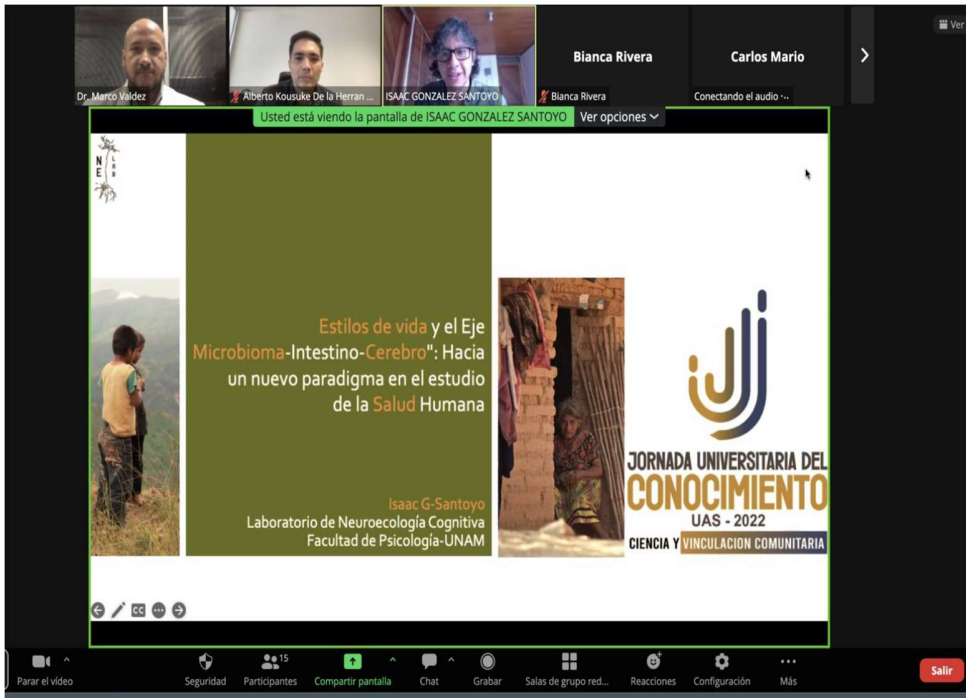 Ver
Bianca Rivera
Carlos Mario
Dr. Marco Valdez
Alberto Kousuke De la Herran ...
ISAAC GONZALEZ SANTOYO
Bianca Rivera
Conectando el audio ...
Usted está viendo la pantalla de ISAAC GONZALEZ SANTOYO
Ver opciones
NE
LAB
Estilos de vida y el Eje
Microbioma-Intestino-Cerebro": Hacia
un nuevo paradigma en el estudio
de la Salud Humana
Isaac G-Santoyo
Laboratorio de Neuroecología Cognitiva
Facultad de Psicología-UNAM
JORNADA UNIVERSITARIA DEL
CONOCIMIENTO
UAS - 2022
CIENCIA Y VINCULACION COMUNITARIA
CC
15
Parar el vídeo
Seguridad
Participantes
Compartir pantalla
Chat
Grabar
Salas de grupo red...
Reacciones
Configuración
Más
Salir